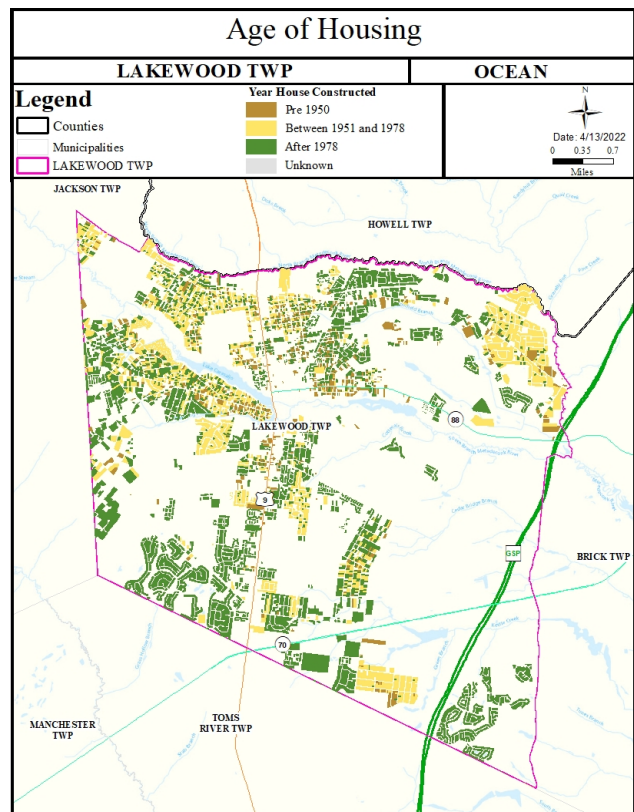 Age of Housing
LAKEWOOD TWP
OCEAN
Legend
Counties
Municipalities
LAKEWOOD TWP
Year House Constructed
Pre 1950
Between 1951 and 1978
After 1978
Unknown
N
Date: 4/13/2022
0 0.35 0.7
Miles
JACKSON TWP
HOWELL TWP
88
LAKEWOOD TWP
9
GSP
BRICK TWP
70
MANCHESTER
TWP
TOMS
RIVER TWP